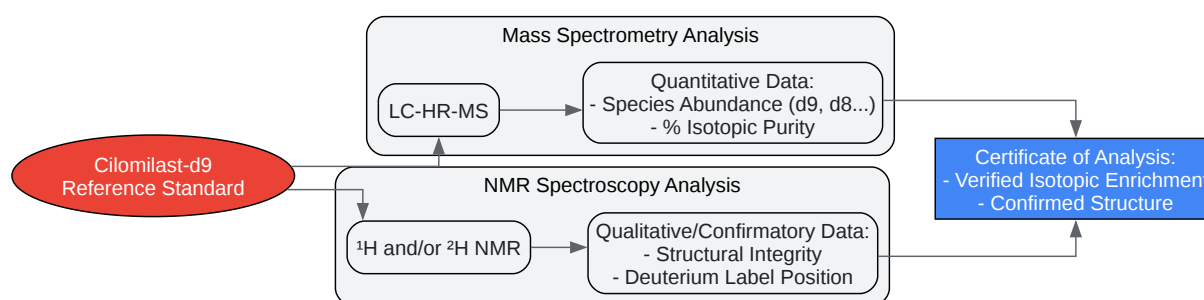 Mass Spectrometry Analysis
LC-HR-MS
Quantitative Data:
- Species Abundance (d9, d8...)
- % Isotopic Purity
Cilomilast-d9
Reference Standard
NMR Spectroscopy Analysis
¹H and/or ²H NMR
Qualitative/Confirmatory Data:
- Structural Integrity
- Deuterium Label Position
Certificate of Analysis:
- Verified Isotopic Enrichment
- Confirmed Structure